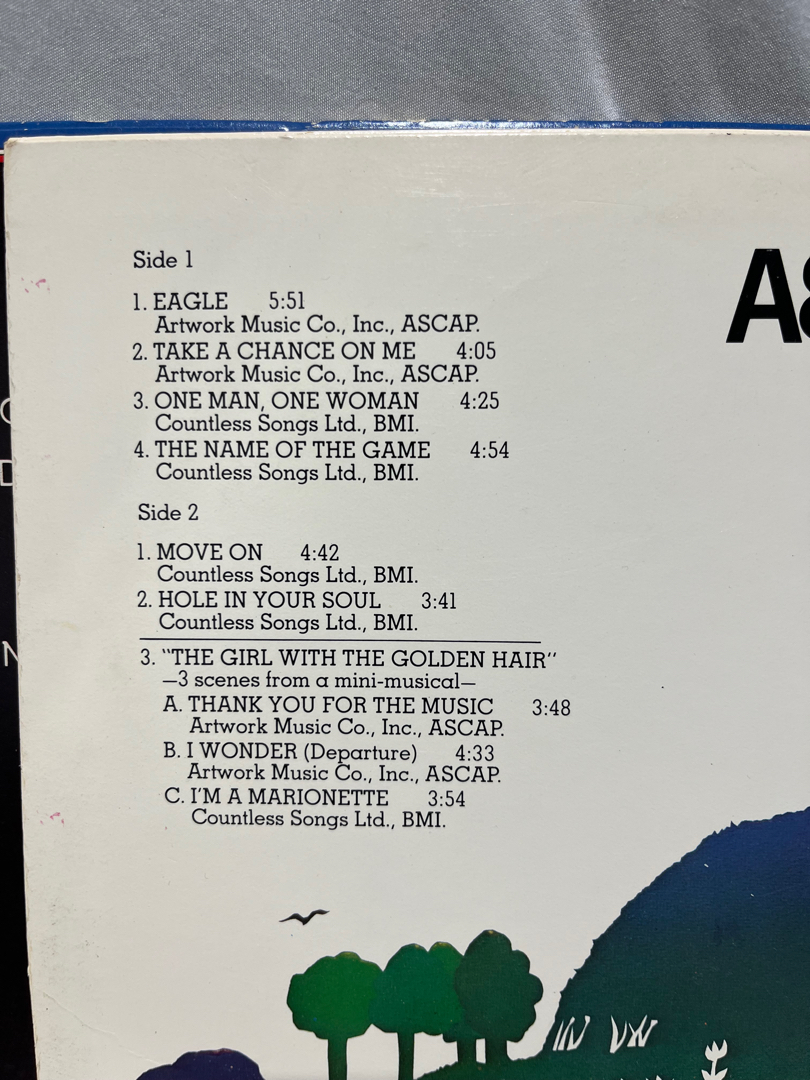 Side 1
1. EAGLE 5:51
Artwork Music Co., Inc., ASCAP.
2. TAKE A CHANCE ON ME 4:05
Artwork Music Co., Inc., ASCAP.
3. ONE MAN, ONE WOMAN 4:25
Countless Songs Ltd., BMI.
4. THE NAME OF THE GAME 4:54
Countless Songs Ltd., BMI.
Side 2
1. MOVE ON 4:42
Countless Songs Ltd., BMI.
2. HOLE IN YOUR SOUL 3:41
Countless Songs Ltd., BMI.
3. "THE GIRL WITH THE GOLDEN HAIR"
—3 scenes from a mini-musical—
A. THANK YOU FOR THE MUSIC 3:48
Artwork Music Co., Inc., ASCAP.
B. I WONDER (Departure) 4:33
Artwork Music Co., Inc., ASCAP.
C. I'M A MARIONETTE 3:54
Countless Songs Ltd., BMI.